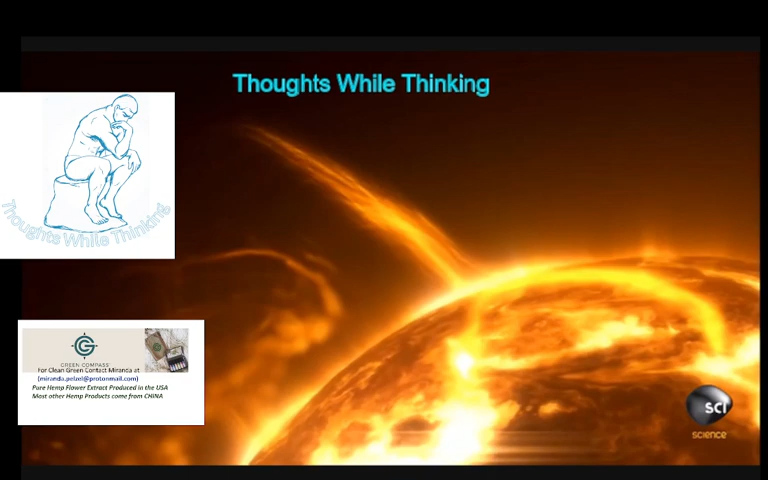 Thoughts While Thinking
Thoughts While Thinking
GREEN COMPASS
For Clean Green Contact Miranda at
(miranda.pelzel@protonmail.com)
Pure Hemp Flower Extract Produced in the USA
Most other Hemp Products come from CHINA
SCI
SCIENCE